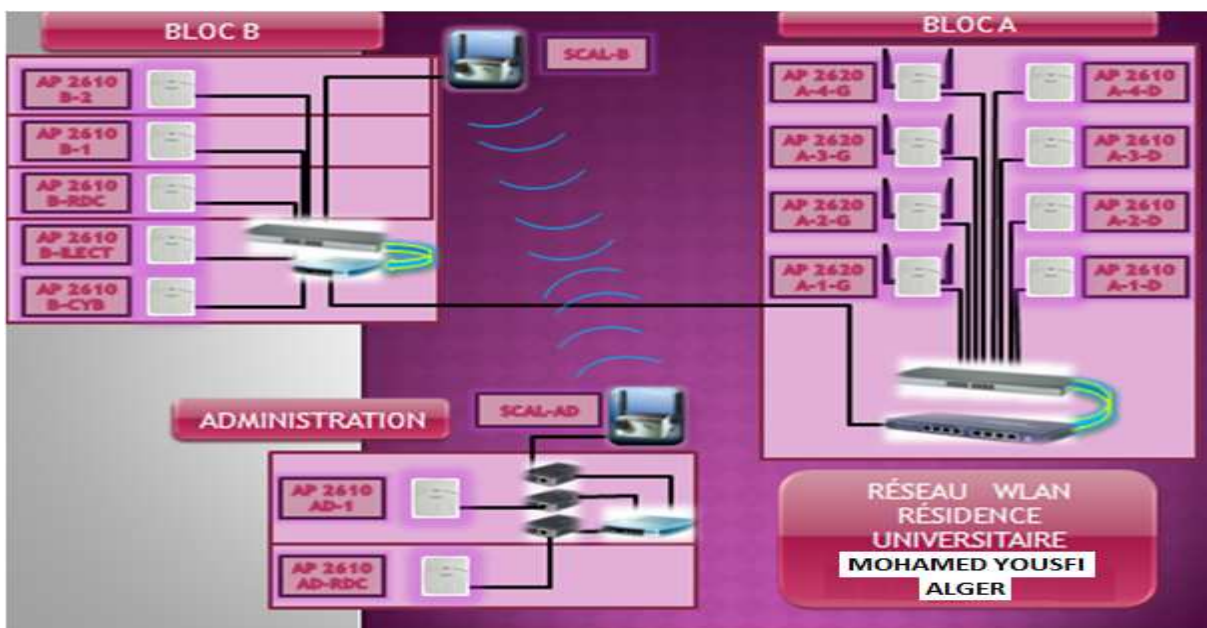 BLOC B
AP 2610
B-2
AP 2610
B-1
AP 2610
B-RDC
AP 2610
B-ELECT
AP 2610
B-CYB
SCAL-B
BLOC A
AP 2620
A-4-G
AP 2610
A-4-D
AP 2620
A-3-G
AP 2610
A-3-D
AP 2620
A-2-G
AP 2610
A-2-D
AP 2620
A-1-G
AP 2610
A-1-D
ADMINISTRATION
SCAL-AD
AP 2610
AD-1
AP 2610
AD-RDC
RÉSEAU WLAN
RÉSIDENCE
UNIVERSITAIRE
MOHAMED YOUSFI
ALGER